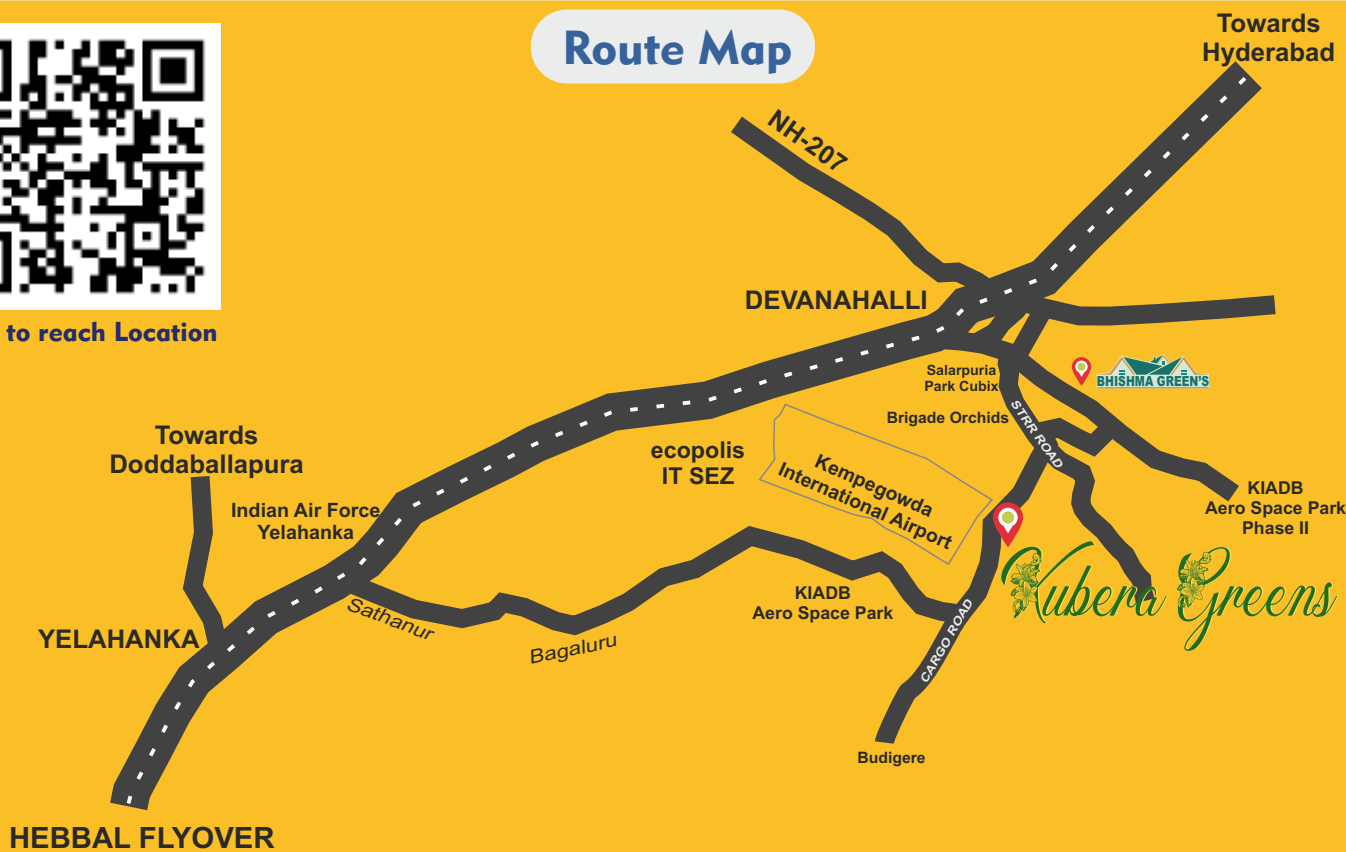 Route Map
Towards
Hyderabad
NH-207
to reach Location
DEVANAHALLI
Salarpuria
Park Cubix
BHISHMA GREEN'S
Brigade Orchids
STRR ROAD
Towards
Doddaballapura
ecopolis
IT SEZ
Kempegowda
International Airport
KIADB
Aero Space Park
Phase II
Indian Air Force
Yelahanka
Kubera Greens
KIADB
Aero Space Park
Sathanur
Bagaluru
CARGO ROAD
YELAHANKA
Budigere
HEBBAL FLYOVER